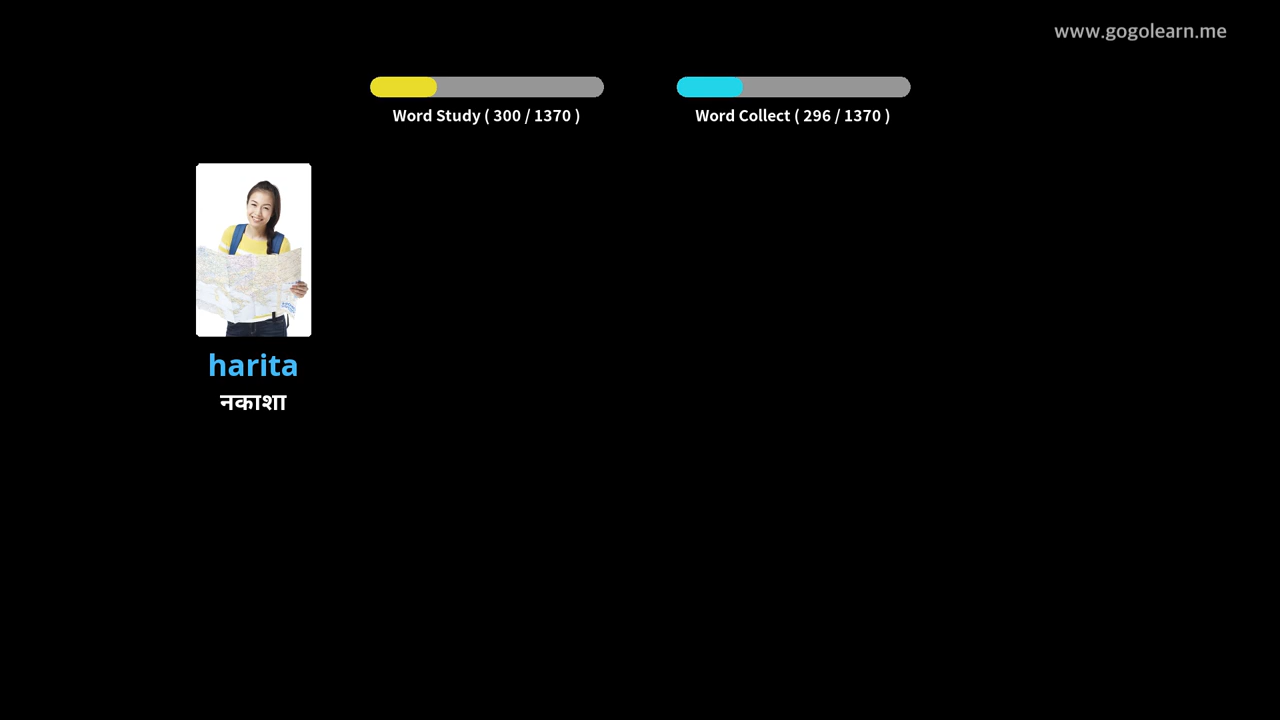 www.gogolearn.me
Word Study ( 300 / 1370 )
Word Collect ( 296 / 1370 )
harita
नकाशा